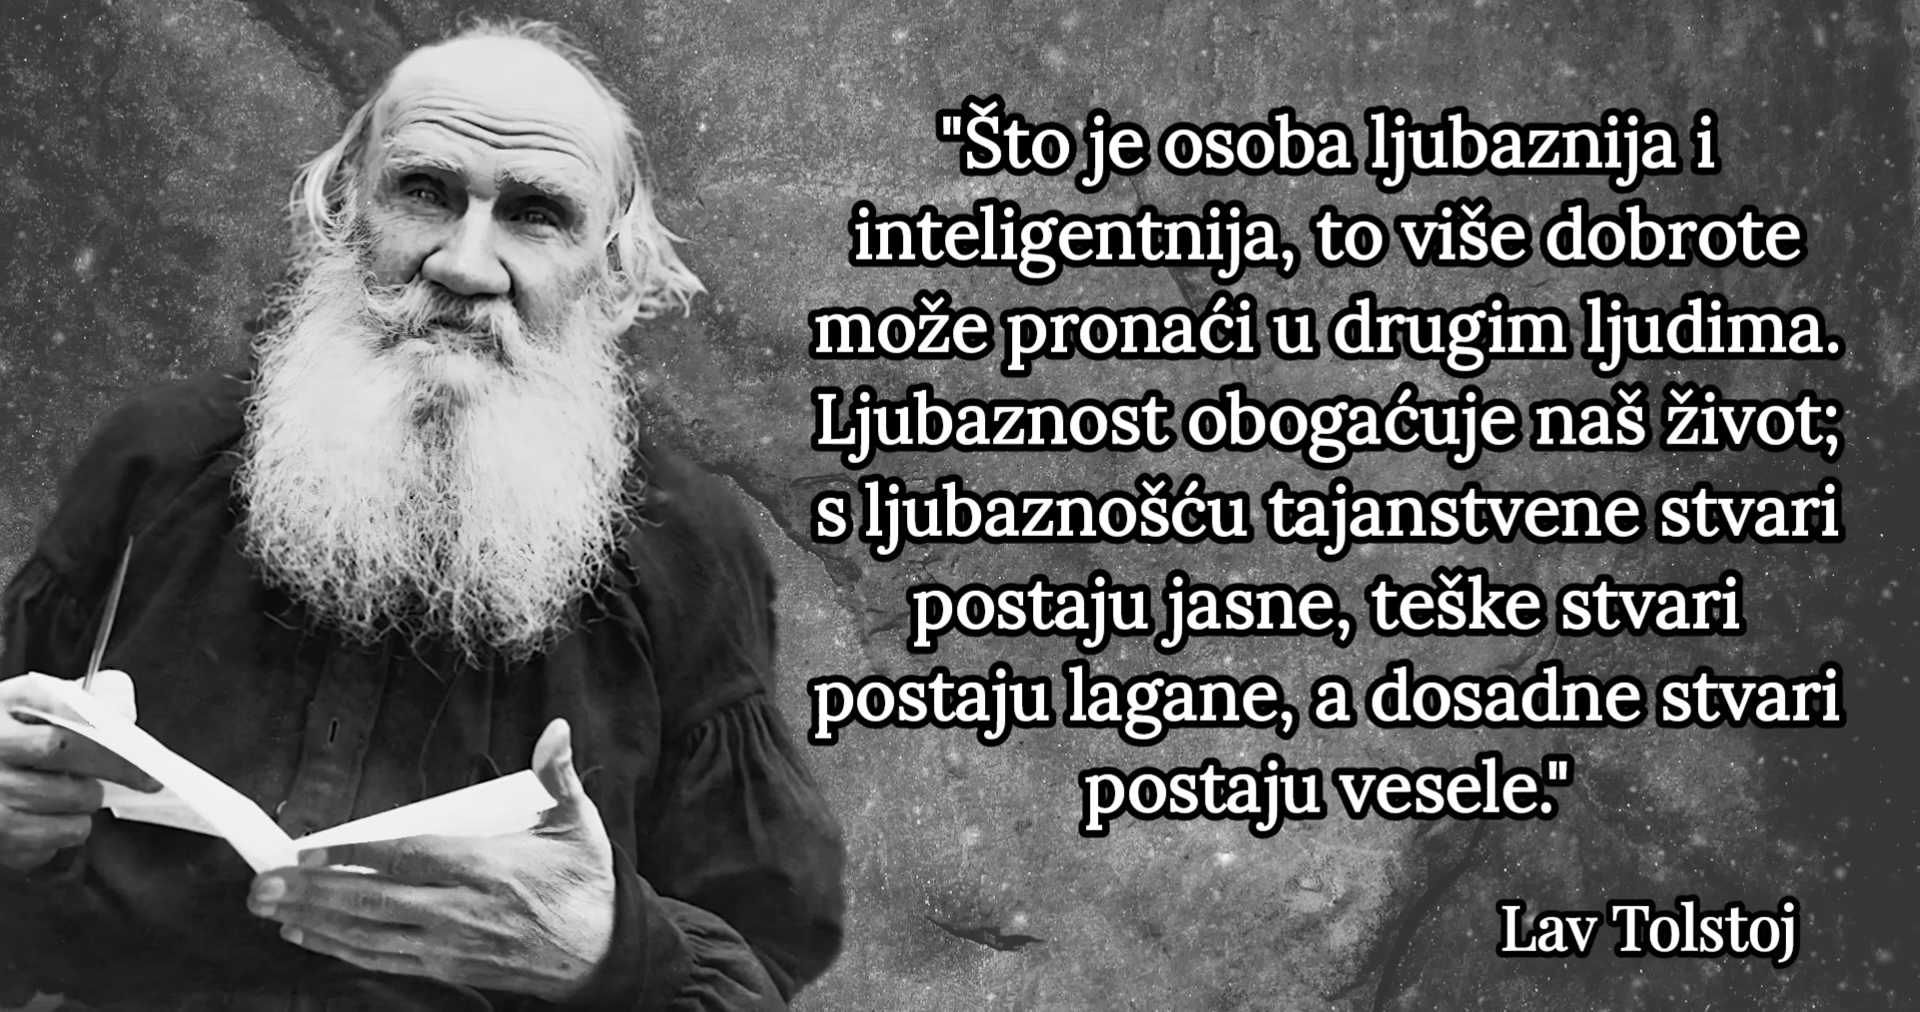 "Što je osoba ljubaznija i
inteligentnija, to više dobrote
može pronaći u drugim ljudima.
Ljubaznost obogaćuje naš život;
s ljubaznošću tajanstvene stvari
postaju jasne, teške stvari
postaju lagane, a dosadne stvari
postaju vesele."
Lav Tolstoj